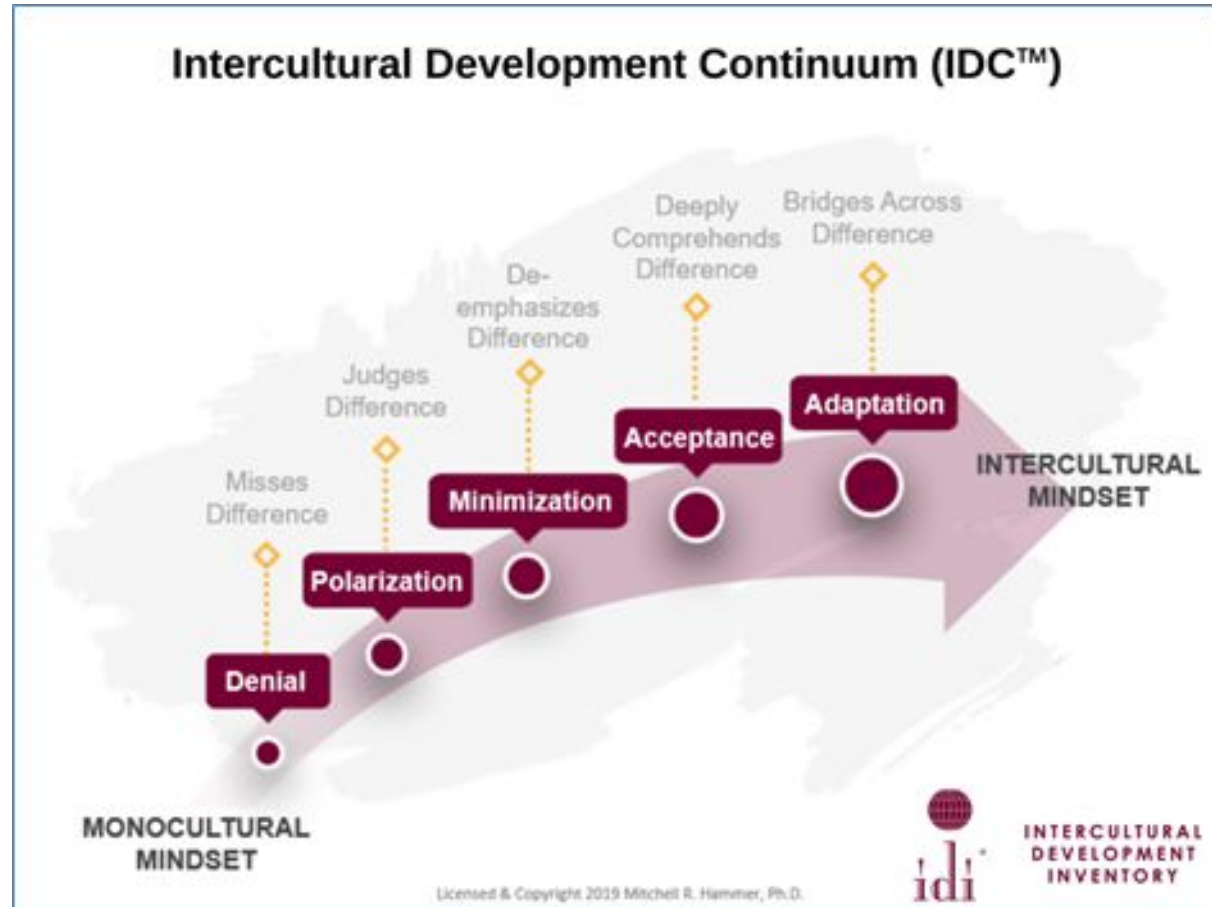 Intercultural Development Continuum (IDC™)
Misses
Difference
Judges
Difference
De-
emphasizes
Difference
Deeply
Comprehends
Difference
Bridges Across
Difference
Denial
Polarization
Minimization
Acceptance
Adaptation
MONOCULTURAL
MINDSET
INTERCULTURAL
MINDSET
idi
INTERCULTURAL
DEVELOPMENT
INVENTORY
Licensed & Copyright 2019 Mitchell R. Hammer, Ph.D.